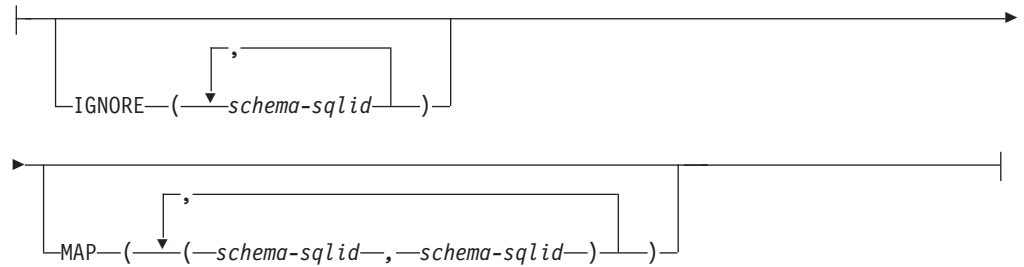 ,
IGNORE ( schema-sqlid )
,
MAP ( ( schema-sqlid , schema-sqlid ) )